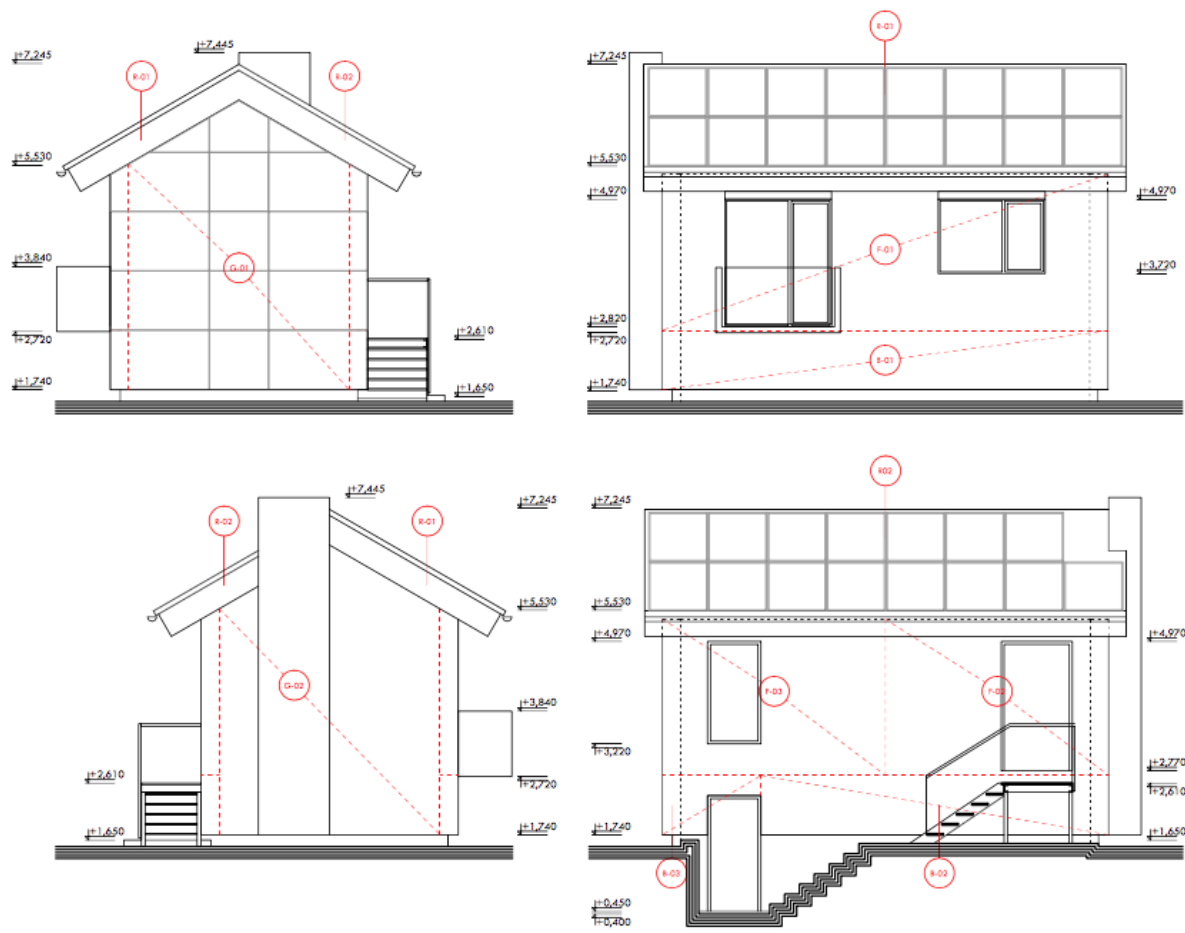 +7,445
+7,245
R-01
R-02
+5,530
+3,840
G-01
+2,720
+2,610
+1,740
+1,650
R-01
+7,245
+5,530
+4,970
+4,970
F-01
+3,720
+2,820
+2,720
B-01
+1,740
+7,445
+7,245
R-02
R-01
+5,530
G-02
+3,840
+2,610
+2,720
+1,650
+1,740
R02
+7,245
+5,530
+4,970
+4,970
F-03
F-02
+3,220
+2,770
+2,610
+1,740
+1,650
B-03
B-02
+0,450
+0,400